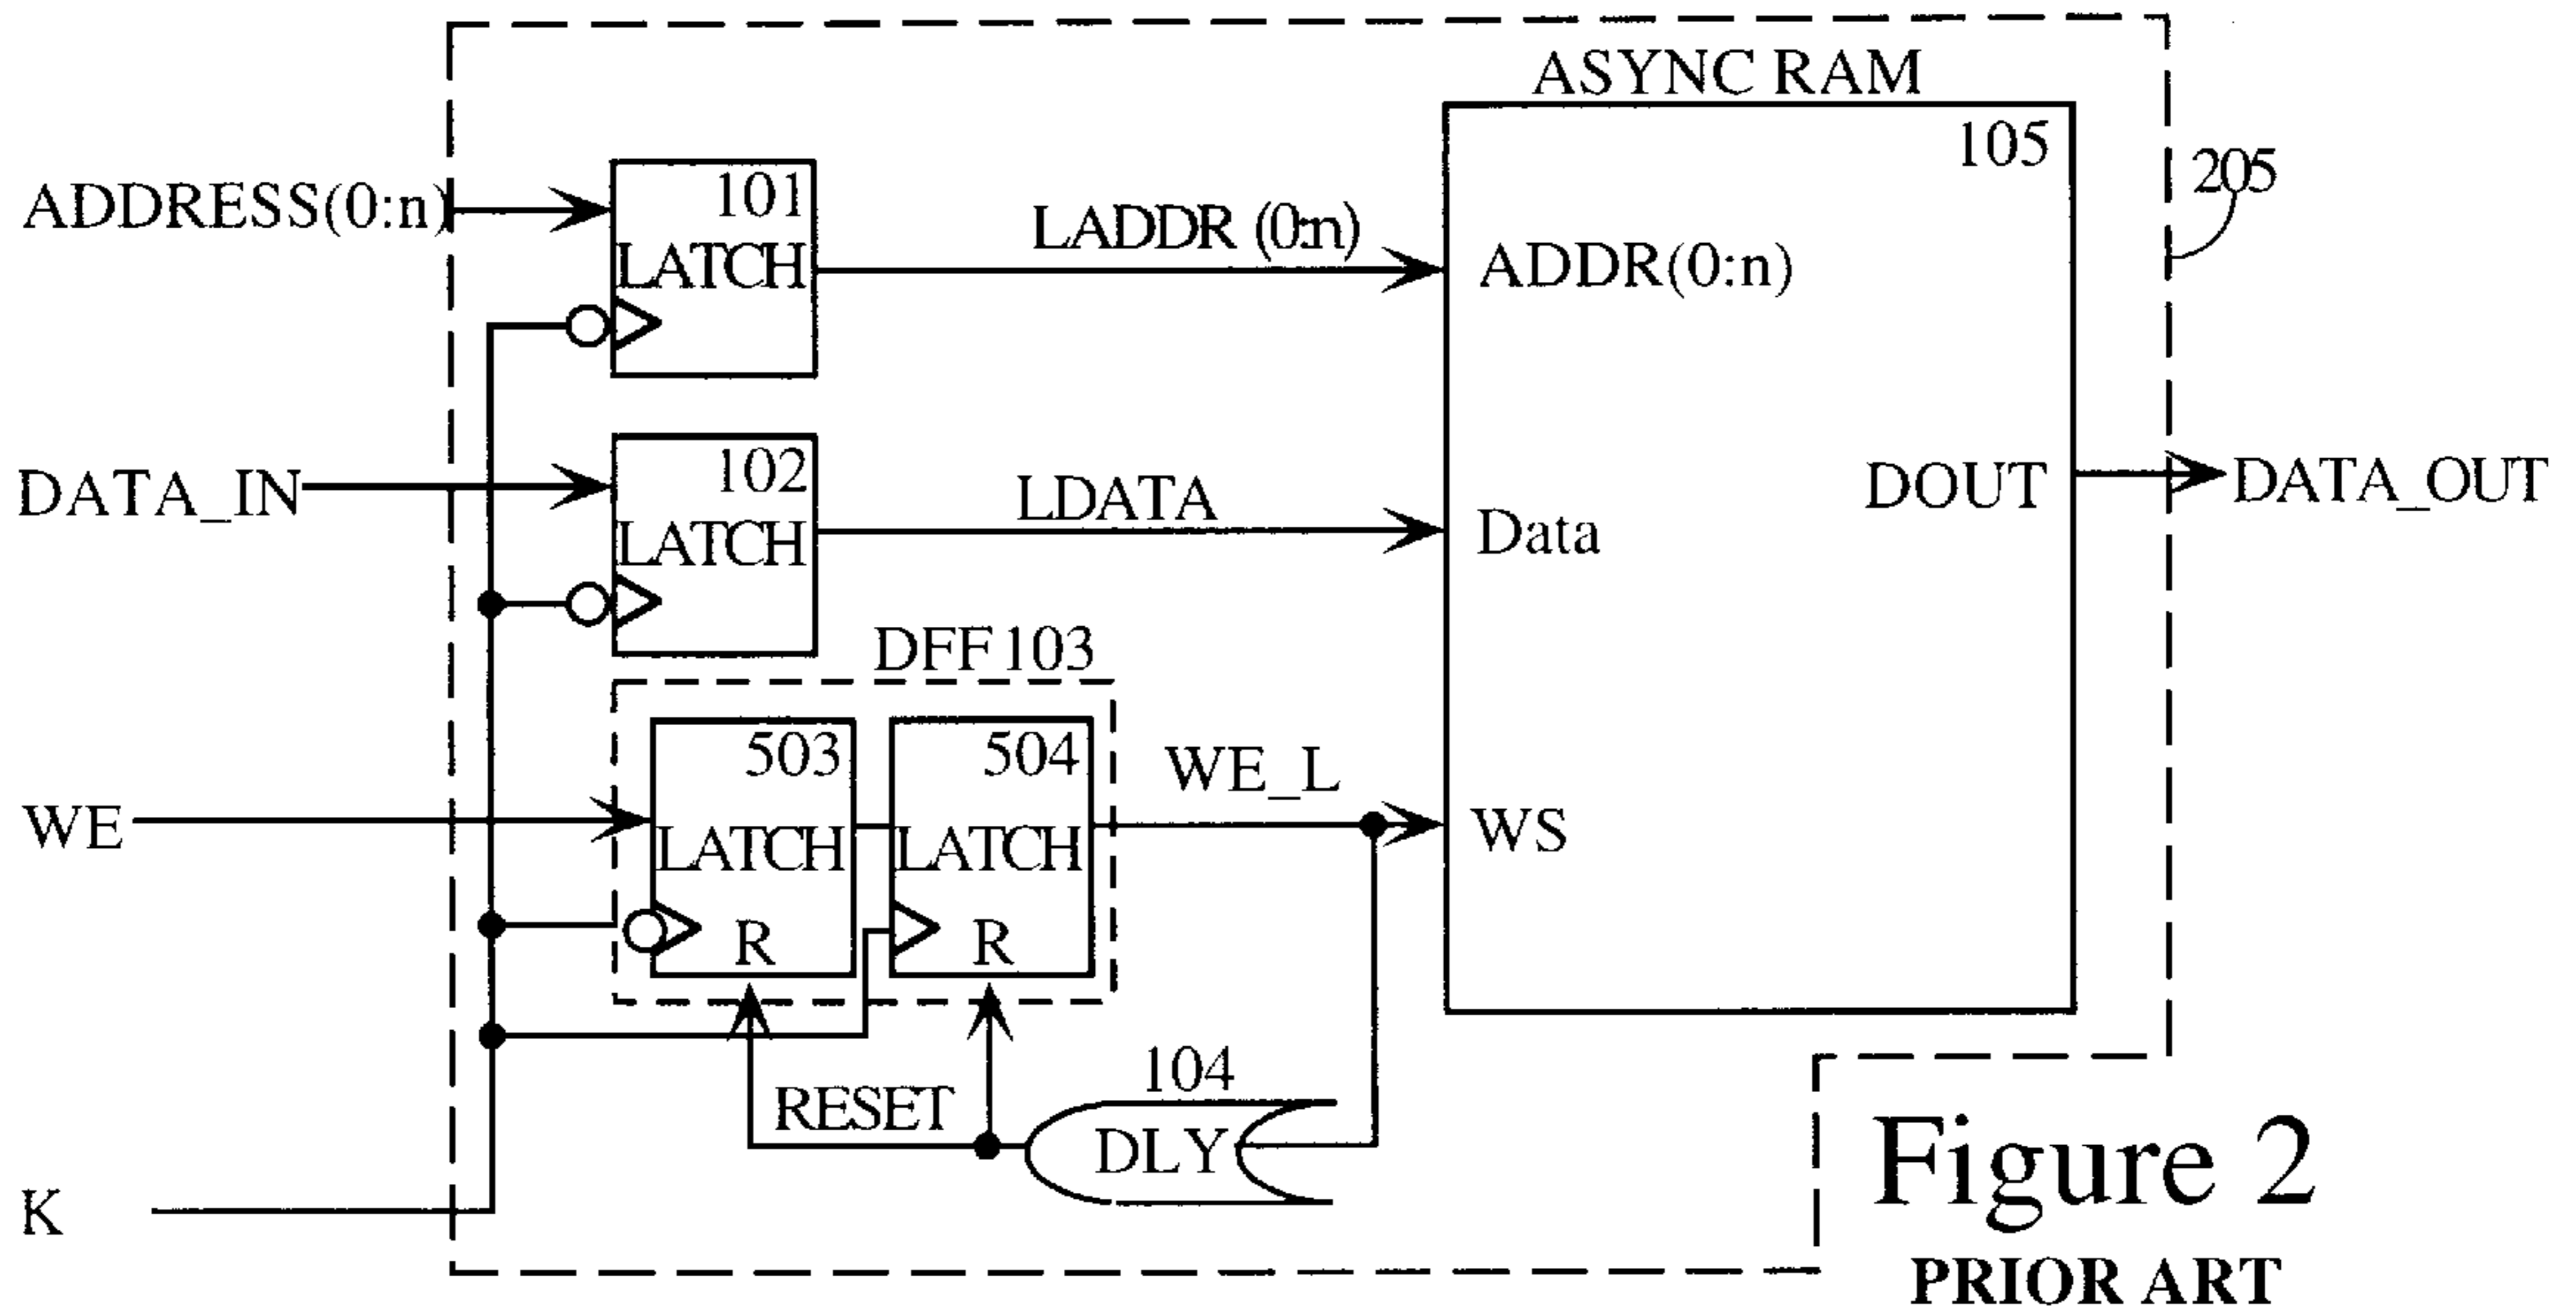 ASYNC RAM
105
205
ADDRESS(0:n)
101
LATCH
LADDR (0:n)
ADDR(0:n)
DATA_IN
102
LATCH
LDATA
Data
DOUT
DATA_OUT
DFF 103
WE
503
LATCH
R
504
LATCH
R
WE_L
WS
RESET
104
DLY
K
Figure 2
PRIOR ART